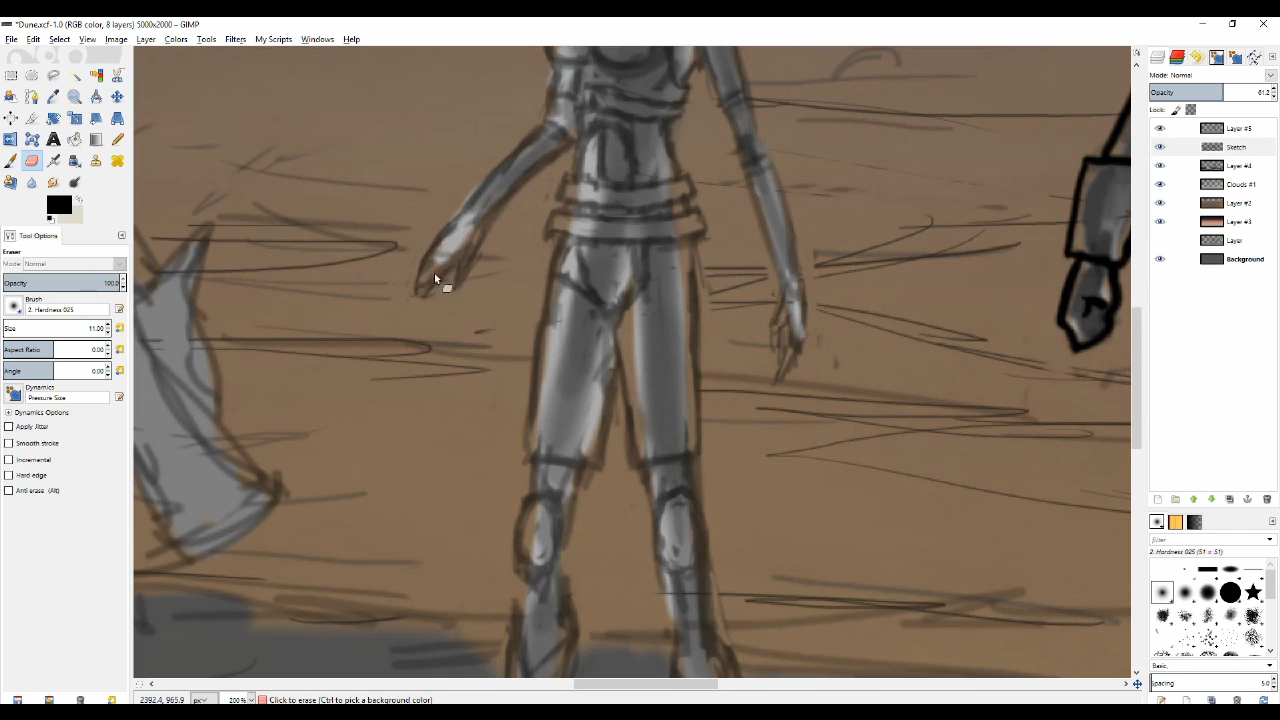 *Dune.xcf-1.0 (RGB color, 8 layers) 5000x2000 – GIMP
File Edit Select View Image Layer Colors Tools Filters My Scripts Windows Help
Tool Options
Eraser
Mode: Normal
Opacity 100.0
Brush
2. Hardness 025
Size 11.00
Aspect Ratio 0.00
Angle 0.00
Dynamics
Pressure Size
Dynamics Options
Apply Jitter
Smooth stroke
Incremental
Hard edge
Anti erase (Alt)
Mode: Normal
Opacity 61.2
Lock:
Layer #5
Sketch
Layer #4
Clouds #1
Layer #2
Layer #3
Layer
Background
filter
2. Hardness 025 (51 × 51)
Basic,
Spacing 5.0
2392.4, 965.9 px 200 % Click to erase (Ctrl to pick a background color)